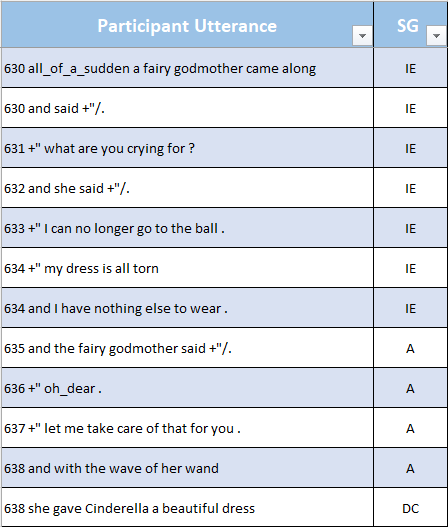 Participant Utterance SG
630 all_of_a_sudden a fairy godmother came along IE
630 and said +"/. IE
631 +" what are you crying for ? IE
632 and she said +"/. IE
633 +" I can no longer go to the ball . IE
634 +" my dress is all torn IE
634 and I have nothing else to wear . IE
635 and the fairy godmother said +"/. A
636 +" oh_dear . A
637 +" let me take care of that for you . A
638 and with the wave of her wand A
638 she gave Cinderella a beautiful dress DC